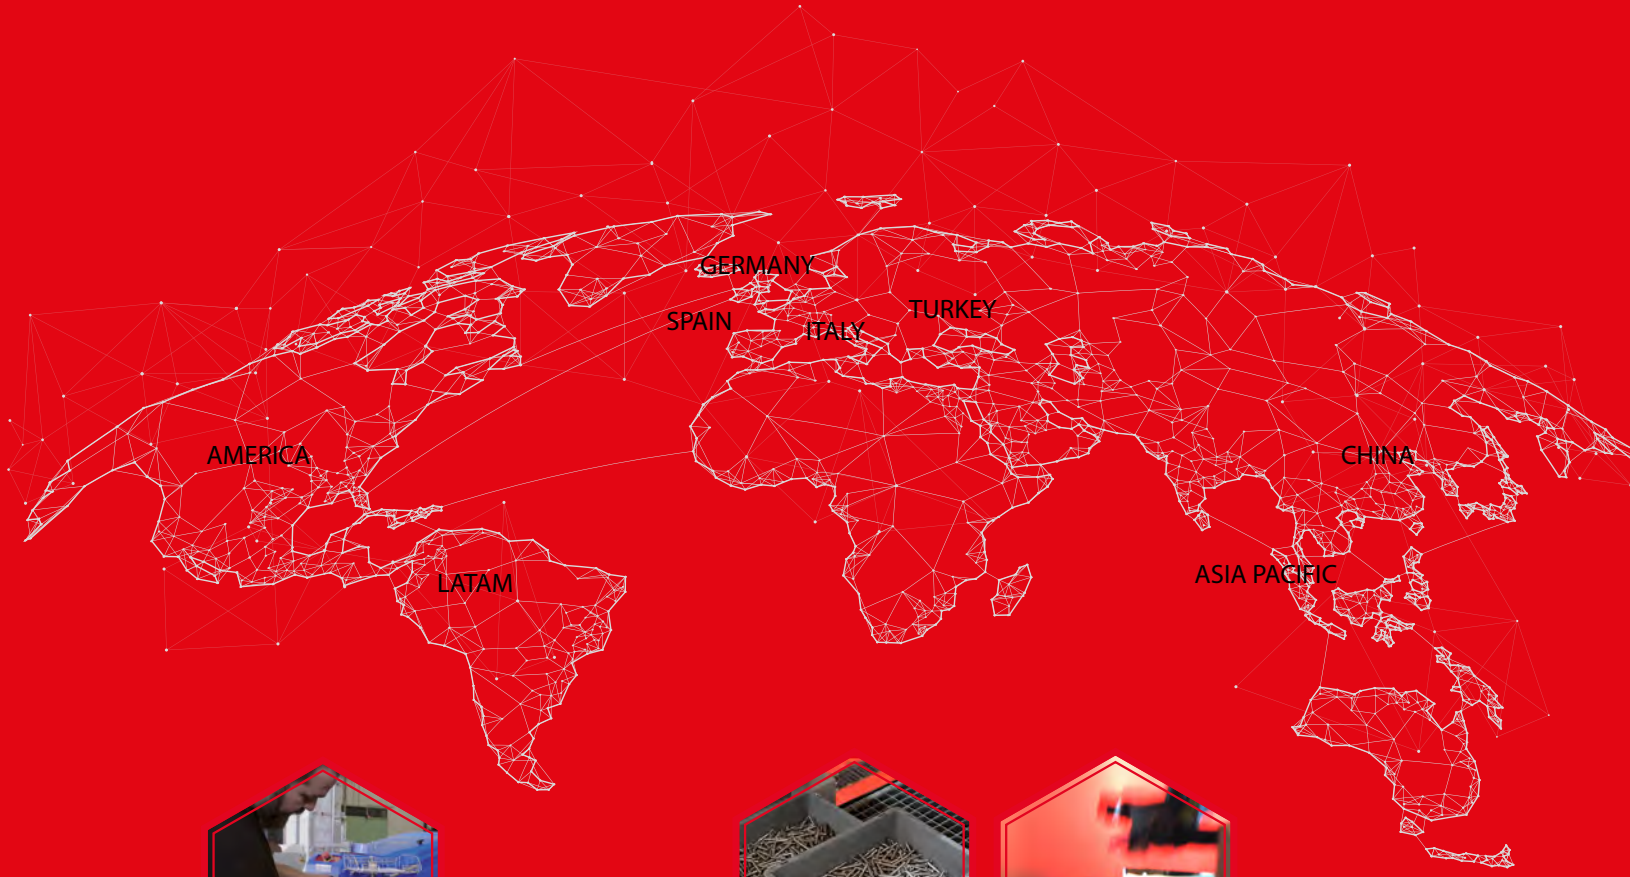 GERMANY
TURKEY
SPAIN
ITALY
AMERICA
CHINA
LATAM
ASIA PACIFIC